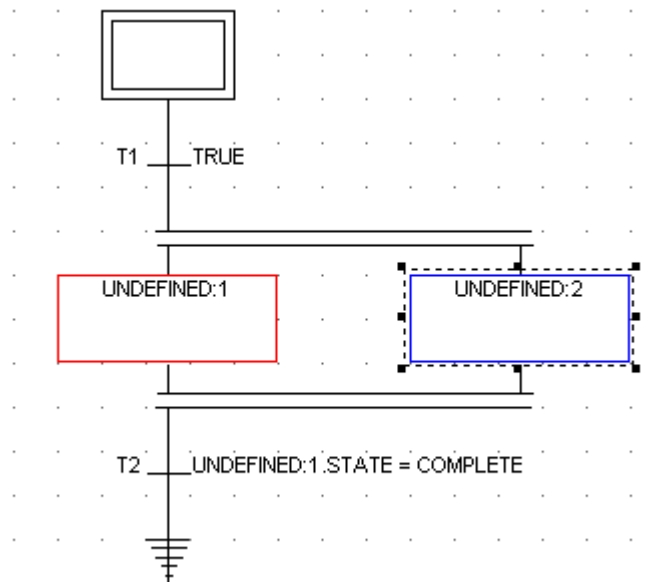 T1 TRUE
UNDEFINED:1 UNDEFINED:2
T2 UNDEFINED:1.STATE = COMPLETE